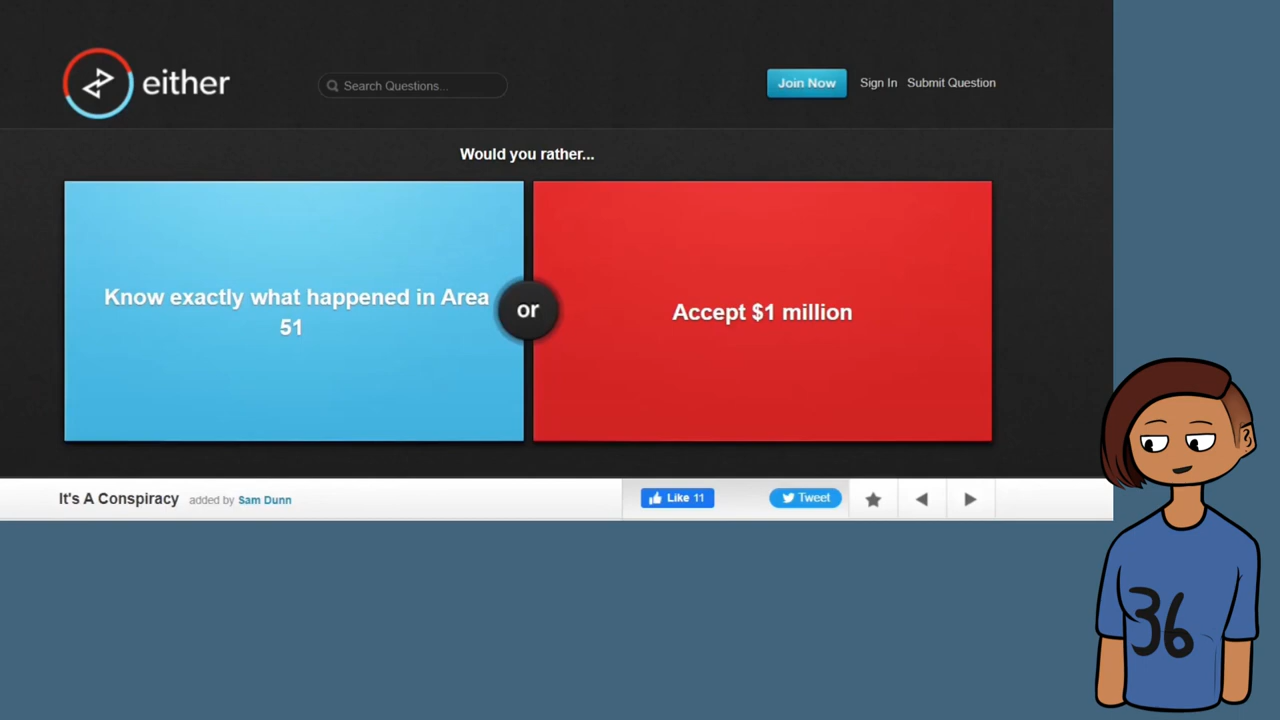 either
Search Questions...
Join Now
Sign In
Submit Question
Would you rather...
Know exactly what happened in Area
51
or
Accept $1 million
It's A Conspiracy added by Sam Dunn
Like 11
Tweet
36